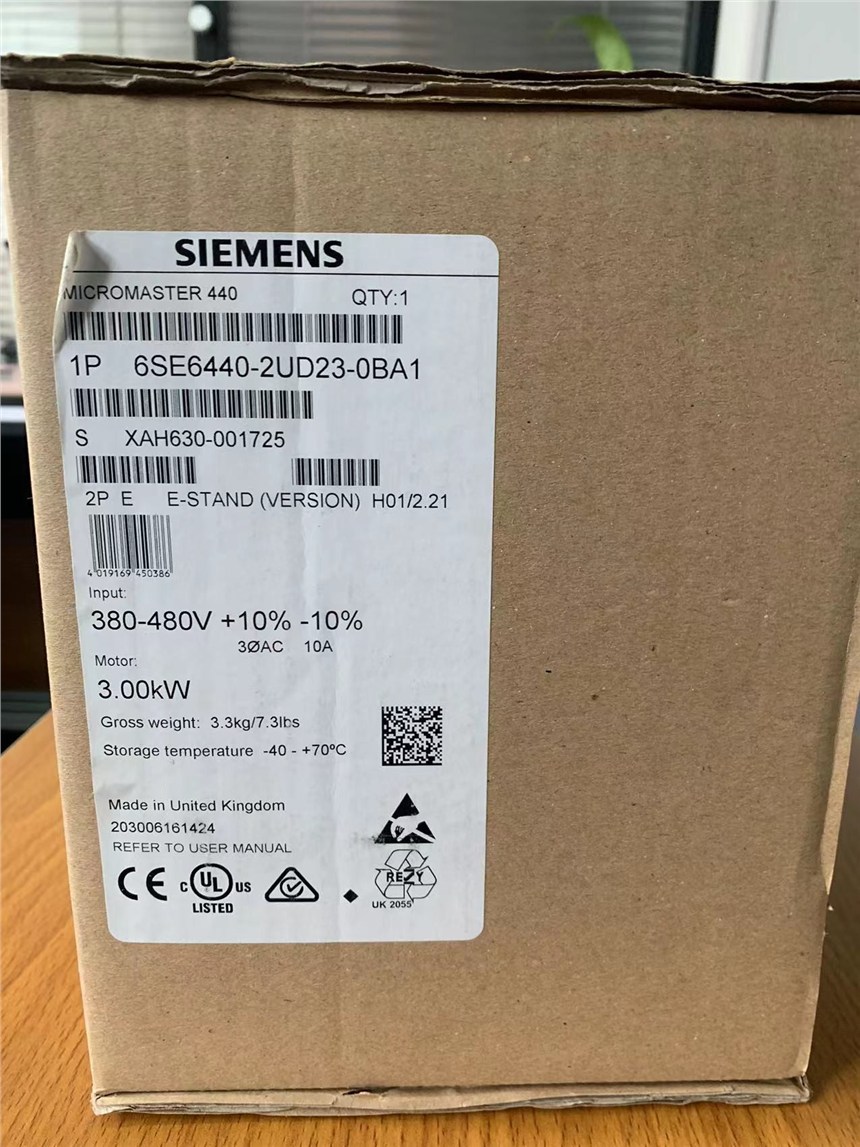 SIEMENS
MICROMASTER 440 QTY:1
1P 6SE6440-2UD23-0BA1
S XAH630-001725
2P E E-STAND (VERSION) H01/2.21
4 019169 450386
Input:
380-480V +10% -10%
3ØAC 10A
Motor:
3.00kW
Gross weight: 3.3kg/7.3lbs
Storage temperature -40 - +70ºC
Made in United Kingdom
203006161424
REFER TO USER MANUAL
CE c UL US
LISTED
RESY
UK 2055